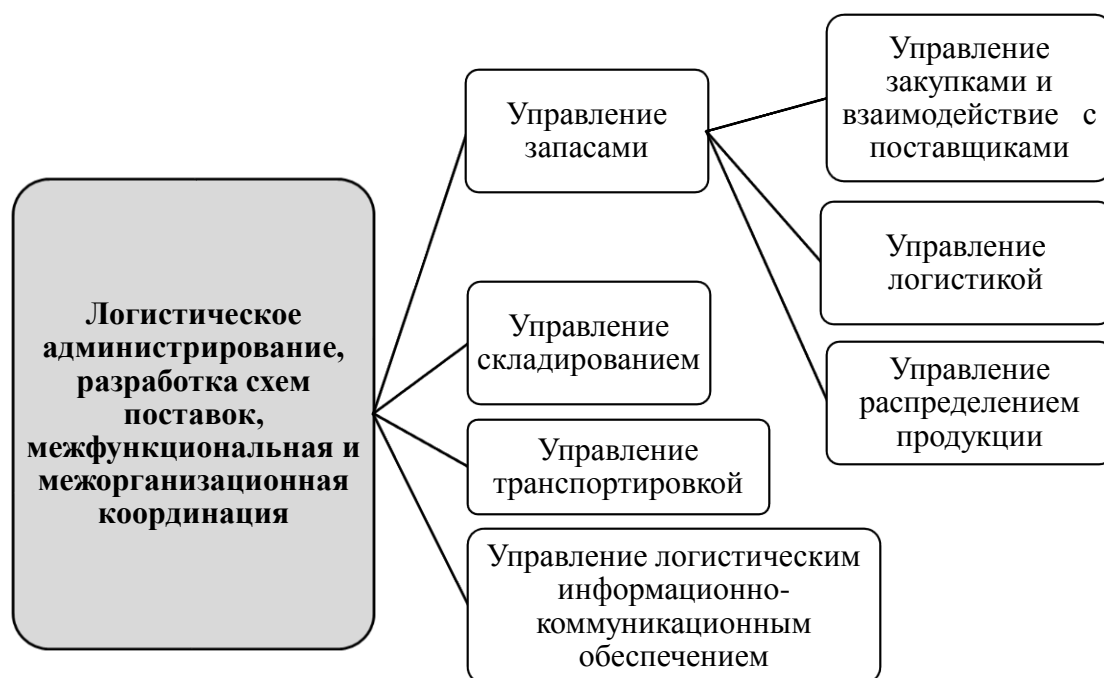 Логистическое
администрирование,
разработка схем
поставок,
межфункциональная и
межорганизационная
координация
Управление
запасами
Управление
складированием
Управление
транспортировкой
Управление логистическим
информационно-
коммуникационным
обеспечением
Управление
закупками и
взаимодействие с
поставщиками
Управление
логистикой
Управление
распределением
продукции